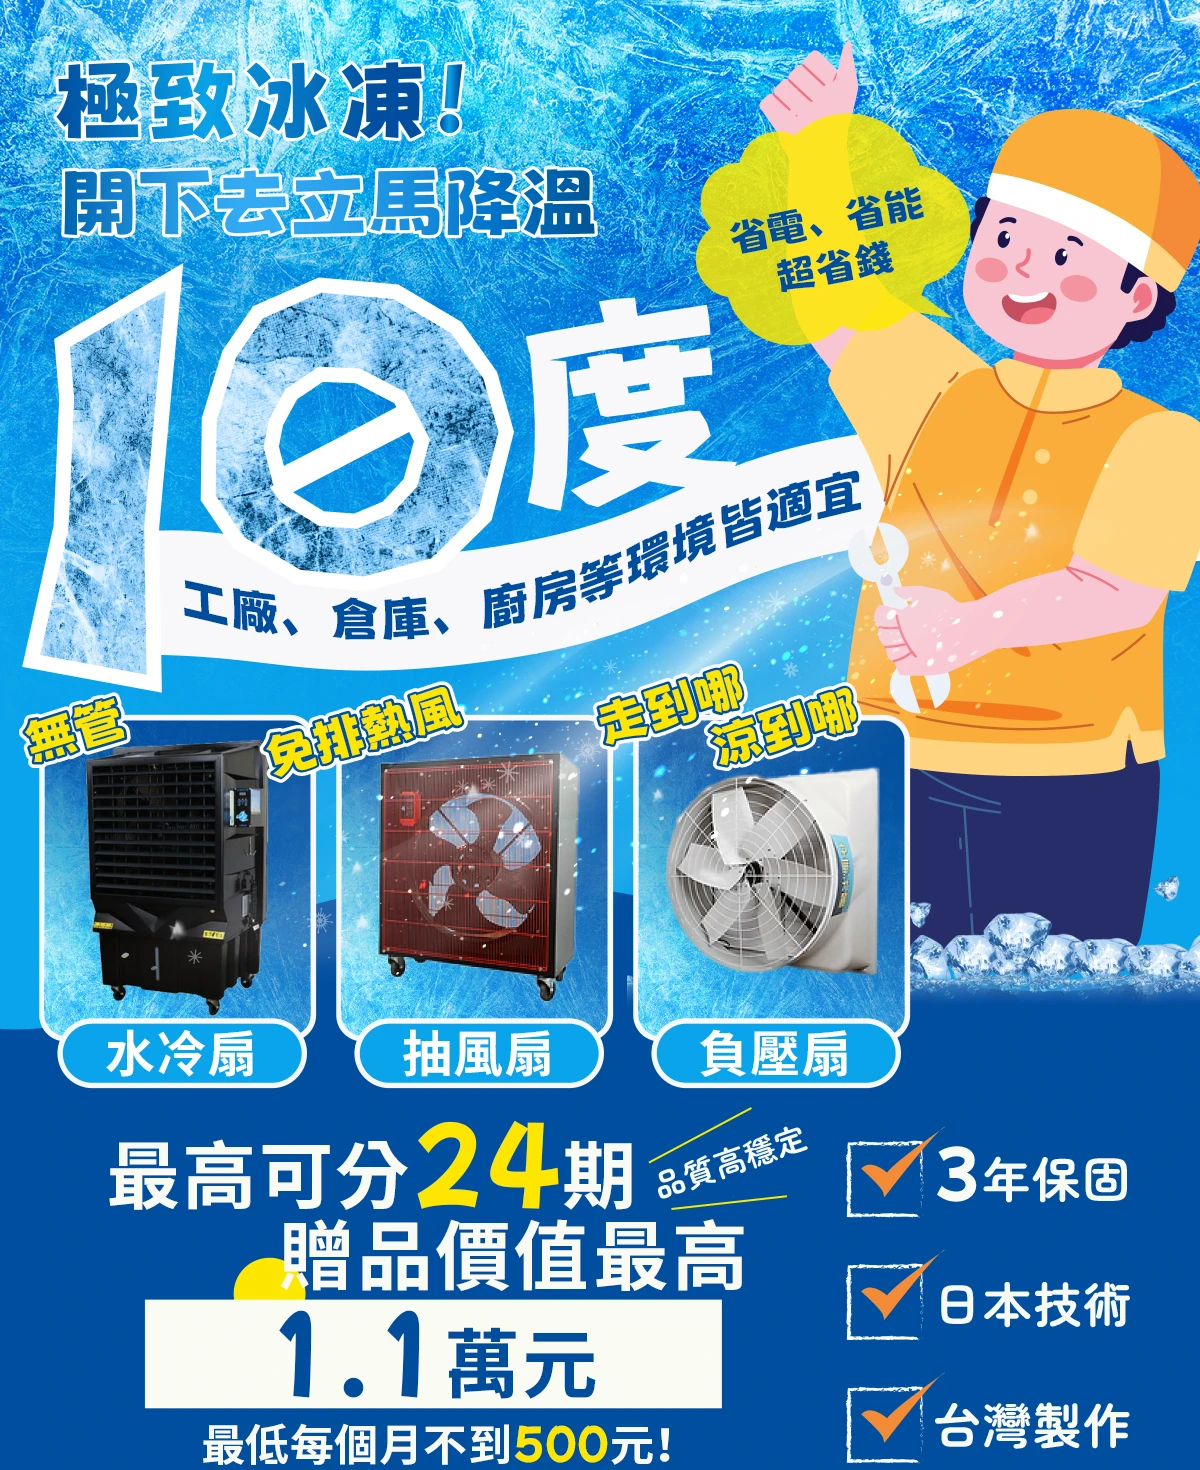 極致冰凍!
開下去立馬降溫
10度
省電、省能
超省錢
工廠、倉庫、廚房等環境皆適宜
無管
免排熱風
走到哪
涼到哪
水冷扇
抽風扇
負壓扇
最高可分24期
品質高穩定
贈品價值最高
1.1萬元
最低每個月不到500元!
3年保固
日本技術
台灣製作